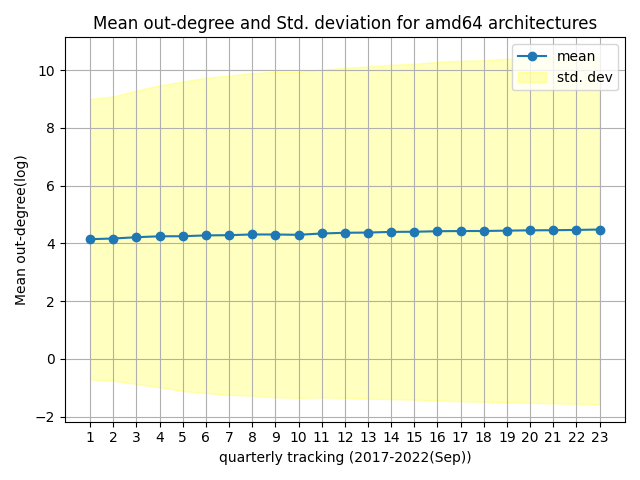 Mean out-degree and Std. deviation for amd64 architectures
mean
std. dev
Mean out-degree(log)
10
8
6
4
2
0
−2
1 2 3 4 5 6 7 8 9 10 11 12 13 14 15 16 17 18 19 20 21 22 23
quarterly tracking (2017-2022(Sep))